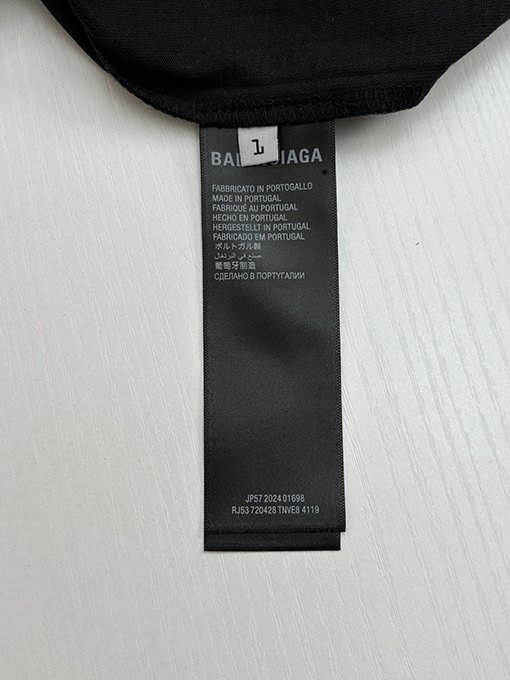 1
FABBRICATO IN PORTOGALLO
MADE IN PORTUGAL
FABRIQUÉ AU PORTUGAL
HECHO EN PORTUGAL
HERGESTELLT IN PORTUGAL
FABRICADO EM PORTUGAL
ポルトガル製
صنع في البرتغال
葡萄牙制造
СДЕЛАНО В ПОРТУГАЛИИ
JP57 2024 01698
RJ53 720428 TNVE8 4119